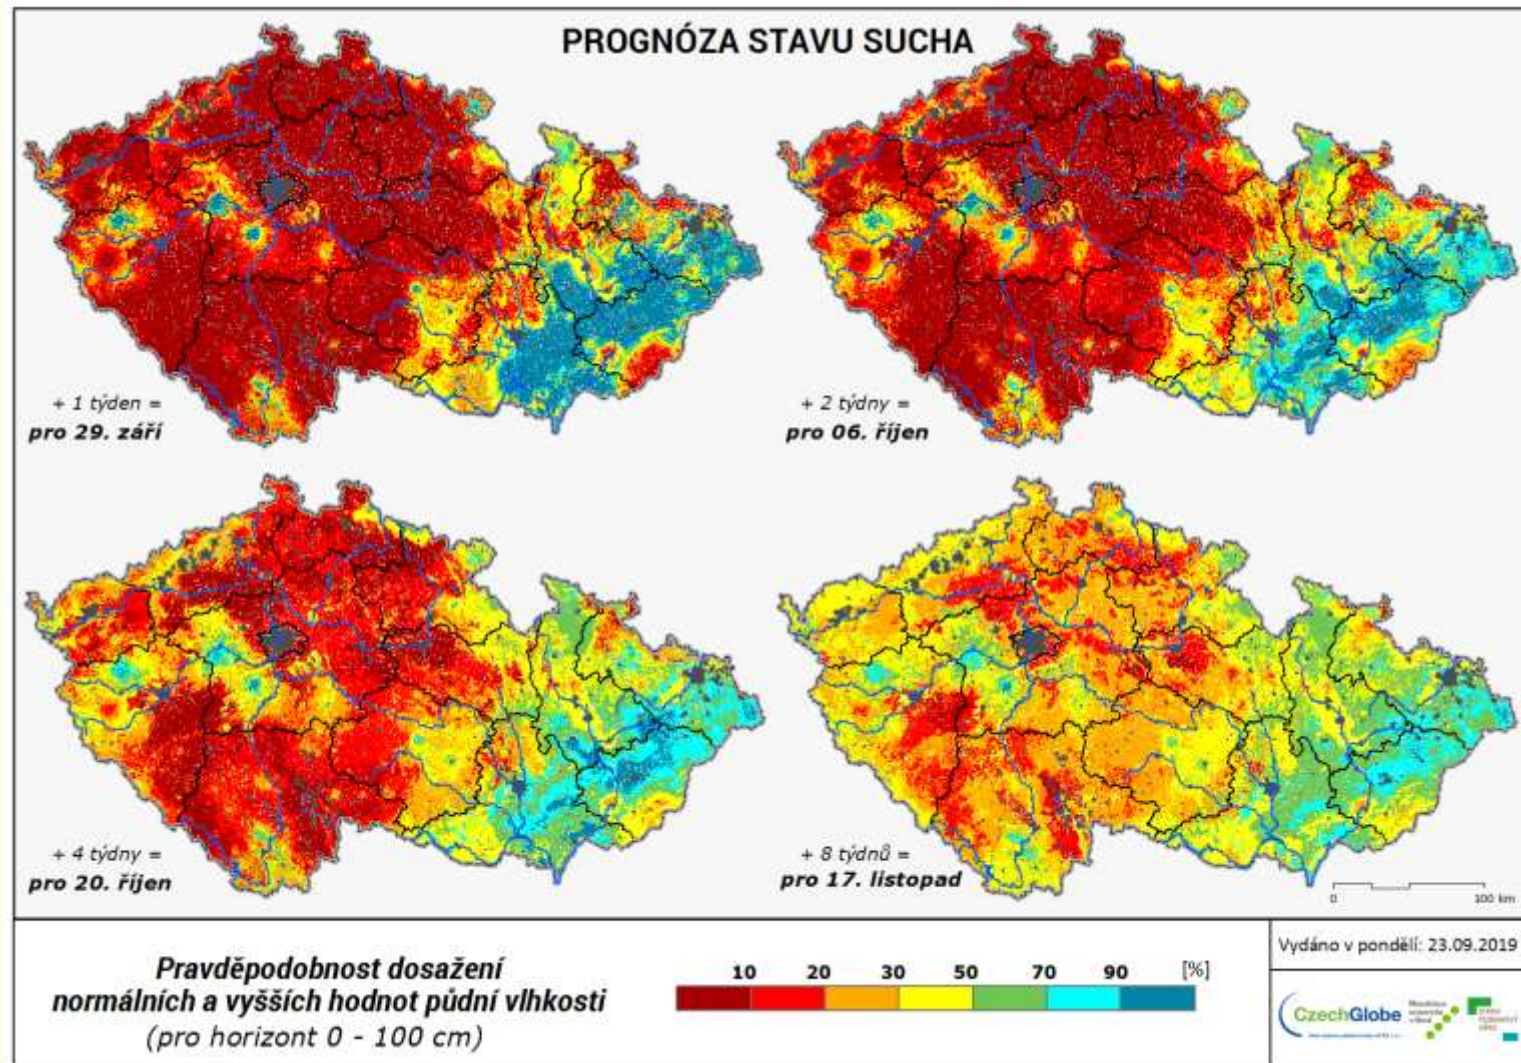 PROGNÓZA STAVU SUCHA
+ 1 týden =
pro 29. září
+ 2 týdny =
pro 06. říjen
+ 4 týdny =
pro 20. říjen
+ 8 týdnů =
pro 17. listopad
0 100 km
Pravděpodobnost dosažení
normálních a vyšších hodnot půdní vlhkosti
(pro horizont 0 - 100 cm)
10 20 30 50 70 90 [%]
Vydáno v pondělí: 23.09.2019
CzechGlobe